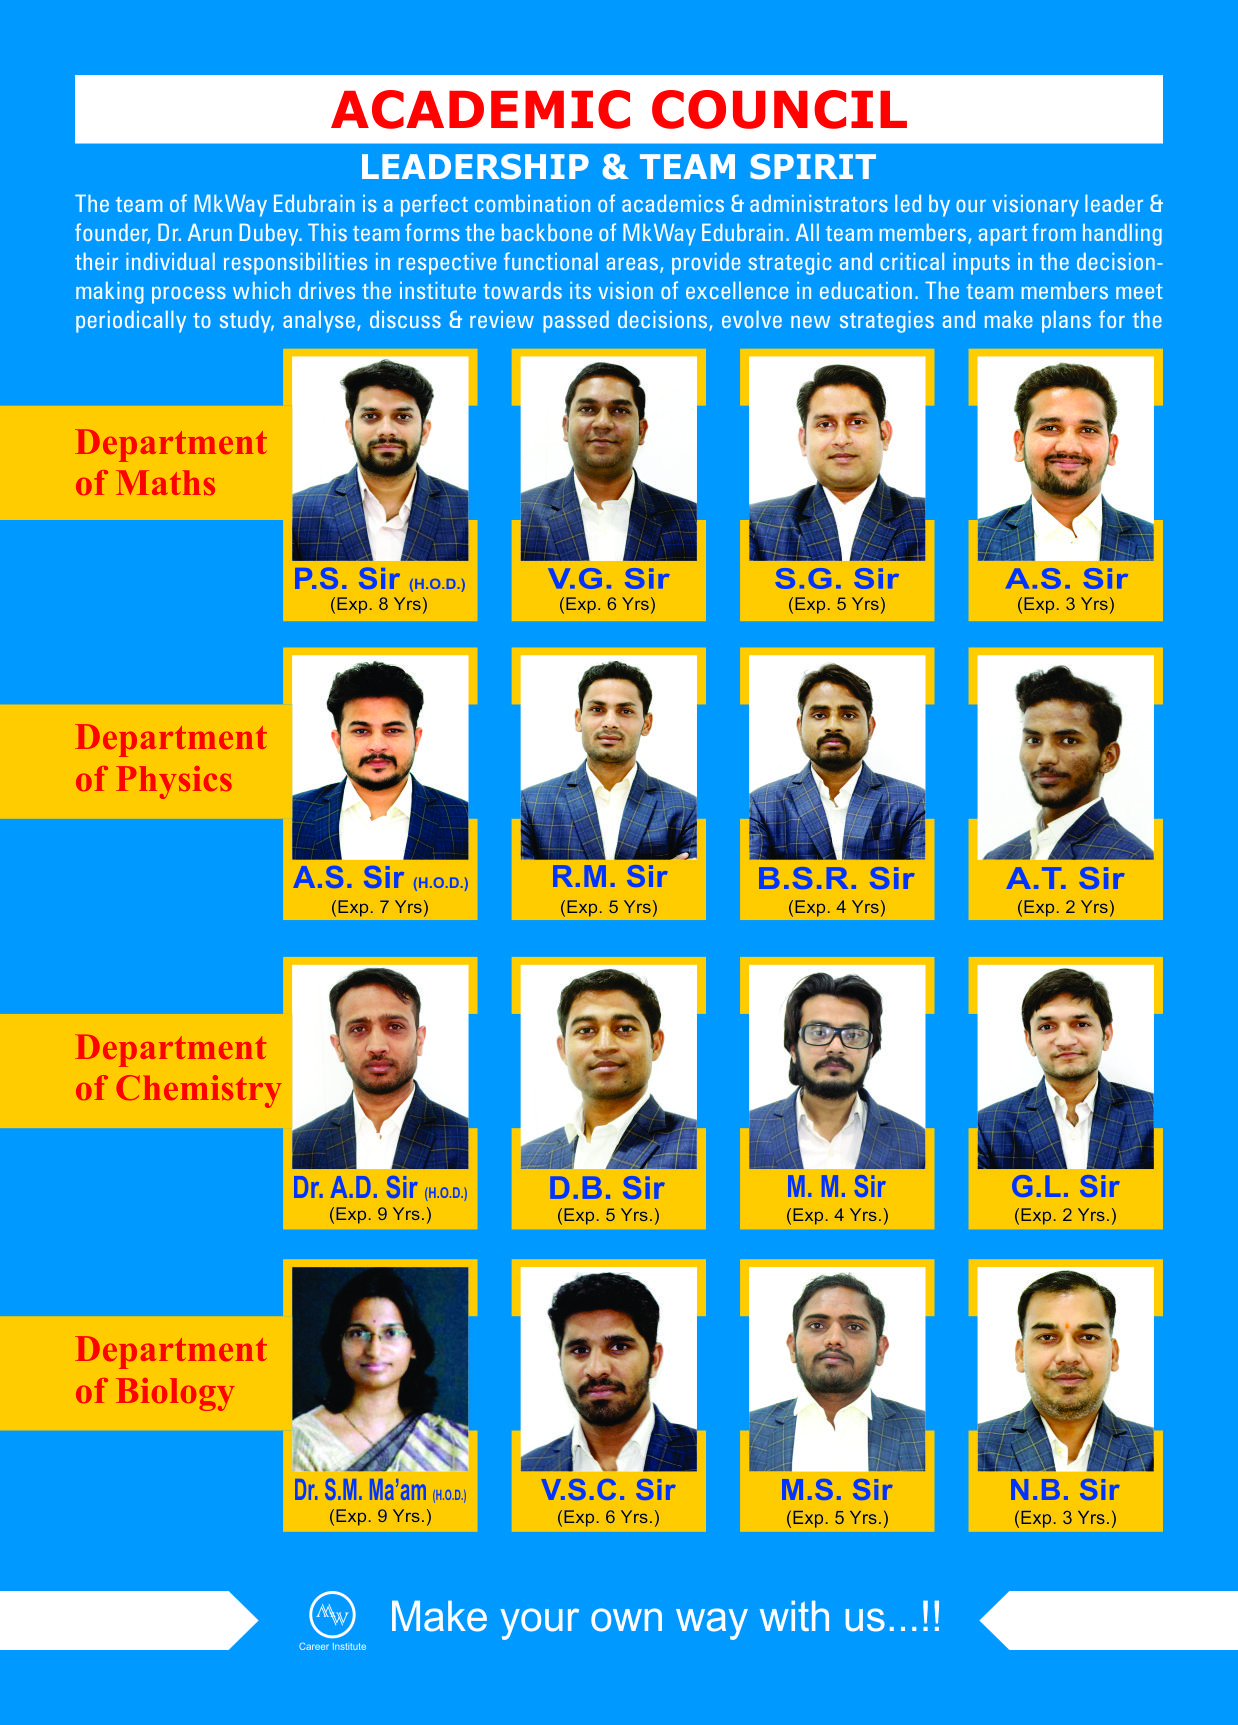 ACADEMIC COUNCIL
LEADERSHIP & TEAM SPIRIT
The team of MkWay Edubrain is a perfect combination of academics & administrators led by our visionary leader &
founder, Dr. Arun Dubey. This team forms the backbone of MkWay Edubrain. All team members, apart from handling
their individual responsibilities in respective functional areas, provide strategic and critical inputs in the decision-
making process which drives the institute towards its vision of excellence in education. The team members meet
periodically to study, analyse, discuss & review passed decisions, evolve new strategies and make plans for the
Department
of Maths
P.S. Sir (H.O.D.)
(Exp. 8 Yrs)
V.G. Sir
(Exp. 6 Yrs)
S.G. Sir
(Exp. 5 Yrs)
A.S. Sir
(Exp. 3 Yrs)
Department
of Physics
A.S. Sir (H.O.D.)
(Exp. 7 Yrs)
R.M. Sir
(Exp. 5 Yrs)
B.S.R. Sir
(Exp. 4 Yrs)
A.T. Sir
(Exp. 2 Yrs)
Department
of Chemistry
Dr. A.D. Sir (H.O.D.)
(Exp. 9 Yrs.)
D.B. Sir
(Exp. 5 Yrs.)
M. M. Sir
(Exp. 4 Yrs.)
G.L. Sir
(Exp. 2 Yrs.)
Department
of Biology
Dr. S.M. Ma'am (H.O.D.)
(Exp. 9 Yrs.)
V.S.C. Sir
(Exp. 6 Yrs.)
M.S. Sir
(Exp. 5 Yrs.)
N.B. Sir
(Exp. 3 Yrs.)
MW
Career Institute
Make your own way with us...!!